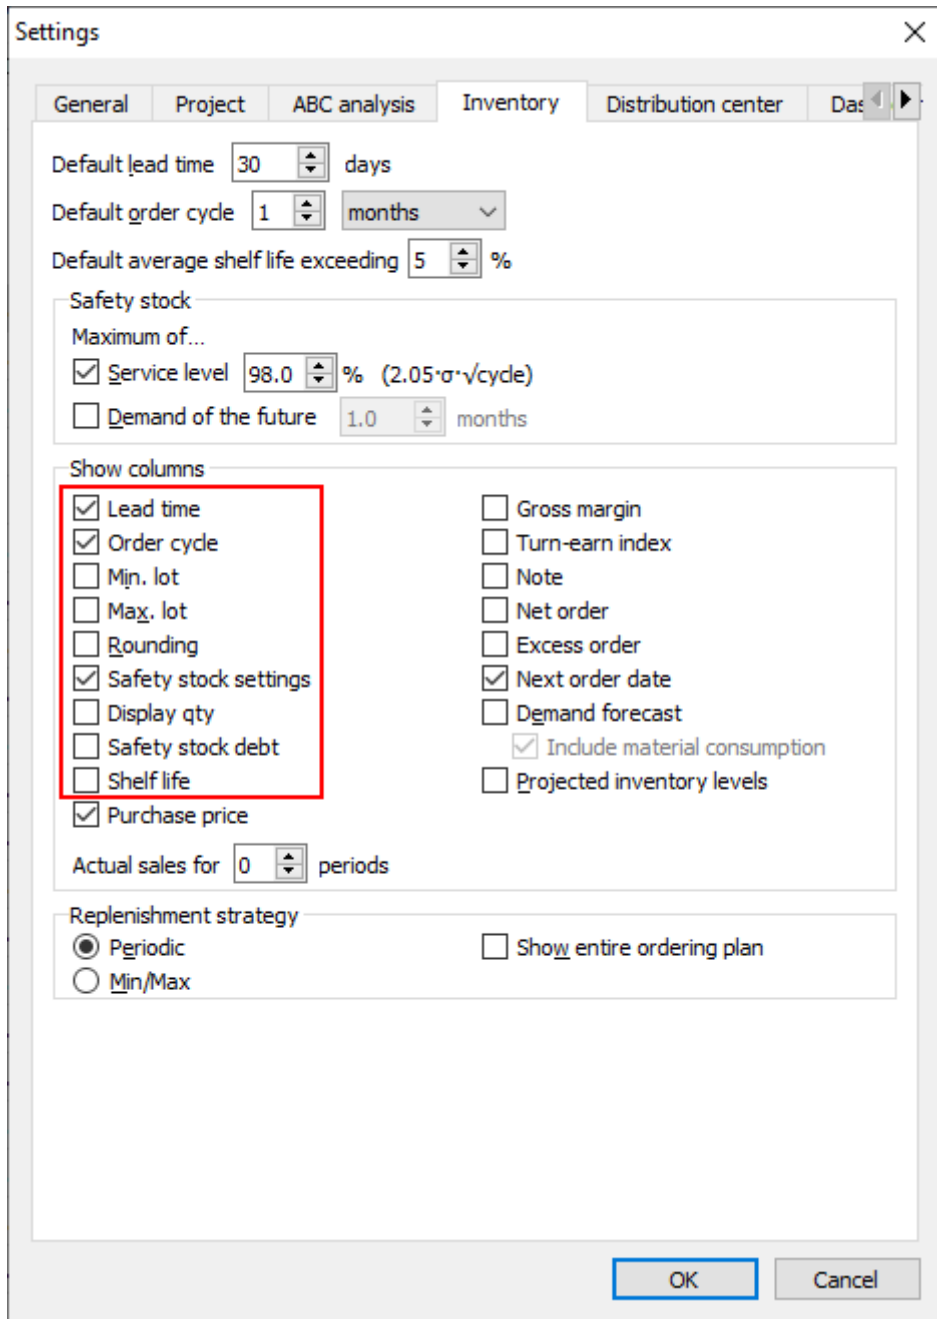 Settings
General Project ABC analysis Inventory Distribution center Das
Default lead time 30 days
Default order cycle 1 months
Default average shelf life exceeding 5 %
Safety stock
Maximum of...
Service level 98.0 % (2.05·σ·√cycle)
Demand of the future 1.0 months
Show columns
Lead time
Order cycle
Min. lot
Max. lot
Rounding
Safety stock settings
Display qty
Safety stock debt
Shelf life
Purchase price
Gross margin
Turn-earn index
Note
Net order
Excess order
Next order date
Demand forecast
Include material consumption
Projected inventory levels
Actual sales for 0 periods
Replenishment strategy
Periodic
Min/Max
Show entire ordering plan
OK Cancel